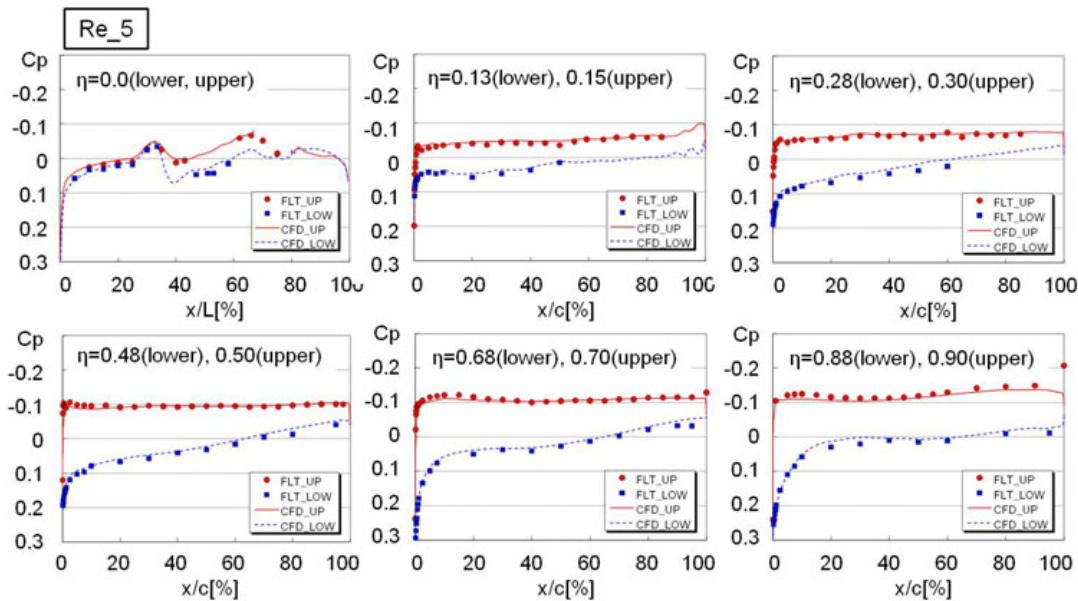 Re_5
Cp
-0.2
-0.1
0
0.1
0.2
0.3
η=0.0(lower, upper)
FLT_UP
FLT_LOW
CFD_UP
CFD_LOW
0 20 40 60 80 100
x/L[%]
Cp
-0.2
-0.1
0
0.1
0.2
0.3
η=0.13(lower), 0.15(upper)
FLT_UP
FLT_LOW
CFD_UP
CFD_LOW
0 20 40 60 80 100
x/c[%]
Cp
-0.2
-0.1
0
0.1
0.2
0.3
η=0.28(lower), 0.30(upper)
FLT_UP
FLT_LOW
CFD_UP
CFD_LOW
0 20 40 60 80 100
x/c[%]
Cp
-0.2
-0.1
0
0.1
0.2
0.3
η=0.48(lower), 0.50(upper)
FLT_UP
FLT_LOW
CFD_UP
CFD_LOW
0 20 40 60 80 100
x/c[%]
Cp
-0.2
-0.1
0
0.1
0.2
0.3
η=0.68(lower), 0.70(upper)
FLT_UP
FLT_LOW
CFD_UP
CFD_LOW
0 20 40 60 80 100
x/c[%]
Cp
-0.2
-0.1
0
0.1
0.2
0.3
η=0.88(lower), 0.90(upper)
FLT_UP
FLT_LOW
CFD_UP
CFD_LOW
0 20 40 60 80 100
x/c[%]